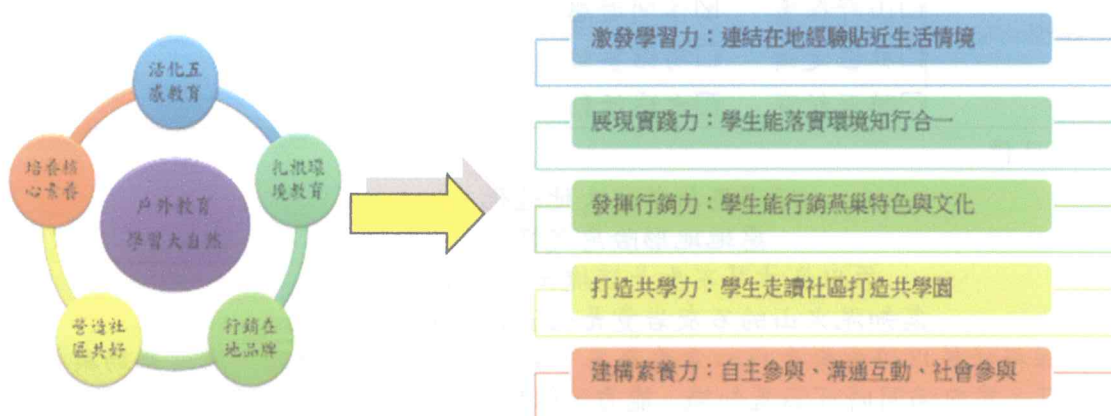 活化五
感教育
扎根環
境教育
行銷在
地品牌
營造社
區共好
培養核
心素養
戶外教育
學習大自然
激發學習力：連結在地經驗貼近生活情境
展現實踐力：學生能落實環境知行合一
發揮行銷力：學生能行銷燕巢特色與文化
打造共學力：學生走讀社區打造共學園
建構素養力：自主參與、溝通互動、社會參與